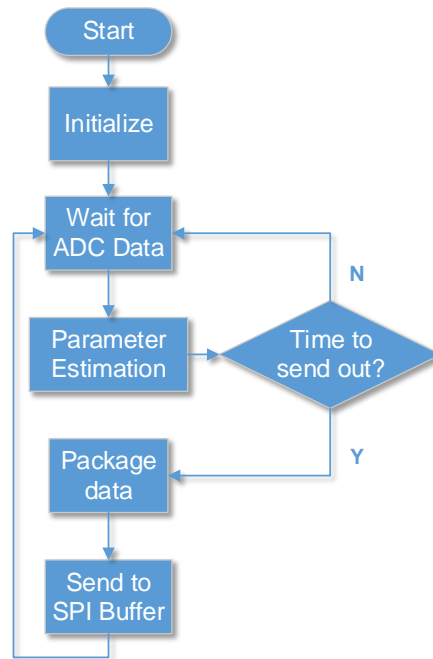 Start
Initialize
Wait for
ADC Data
N
Parameter
Estimation
Time to
send out?
Y
Package
data
Send to
SPI Buffer